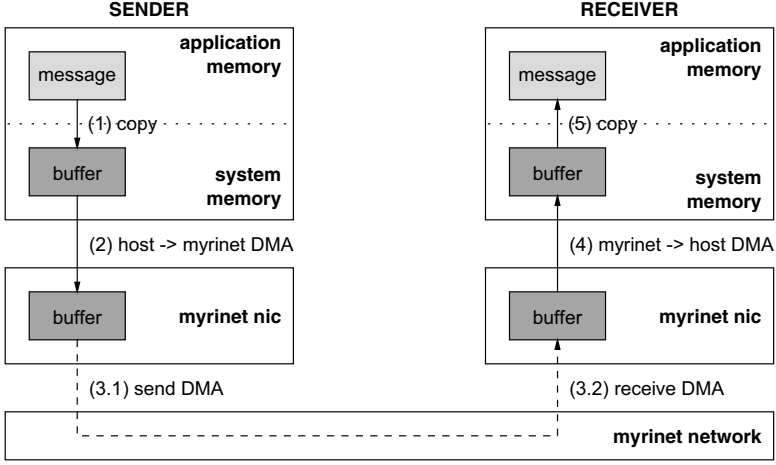 SENDER
RECEIVER
application
memory
message
application
memory
message
(1) copy
(5) copy
buffer
system
memory
buffer
system
memory
(2) host -> myrinet DMA
(4) myrinet -> host DMA
buffer
myrinet nic
buffer
myrinet nic
(3.1) send DMA
(3.2) receive DMA
myrinet network